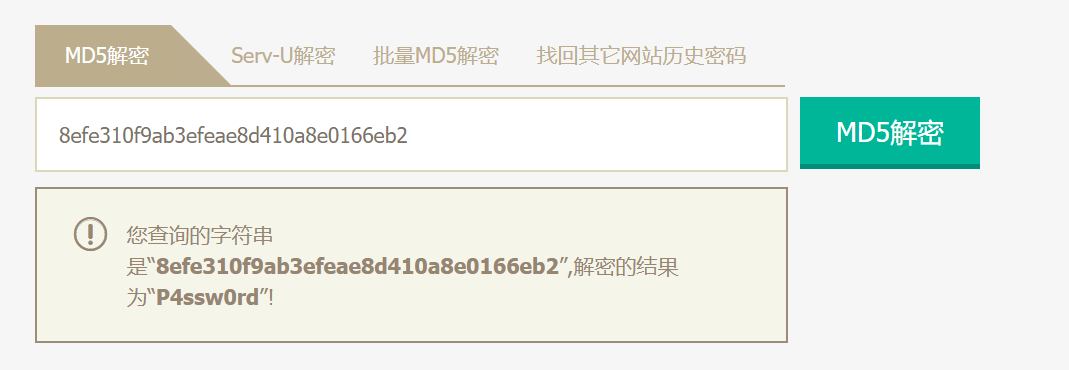 MD5解密 Serv-U解密 批量MD5解密 找回其它网站历史密码
8efe310f9ab3efeae8d410a8e0166eb2 MD5解密
您查询的字符串
是“8efe310f9ab3efeae8d410a8e0166eb2”,解密的结果
为“P4ssw0rd”!